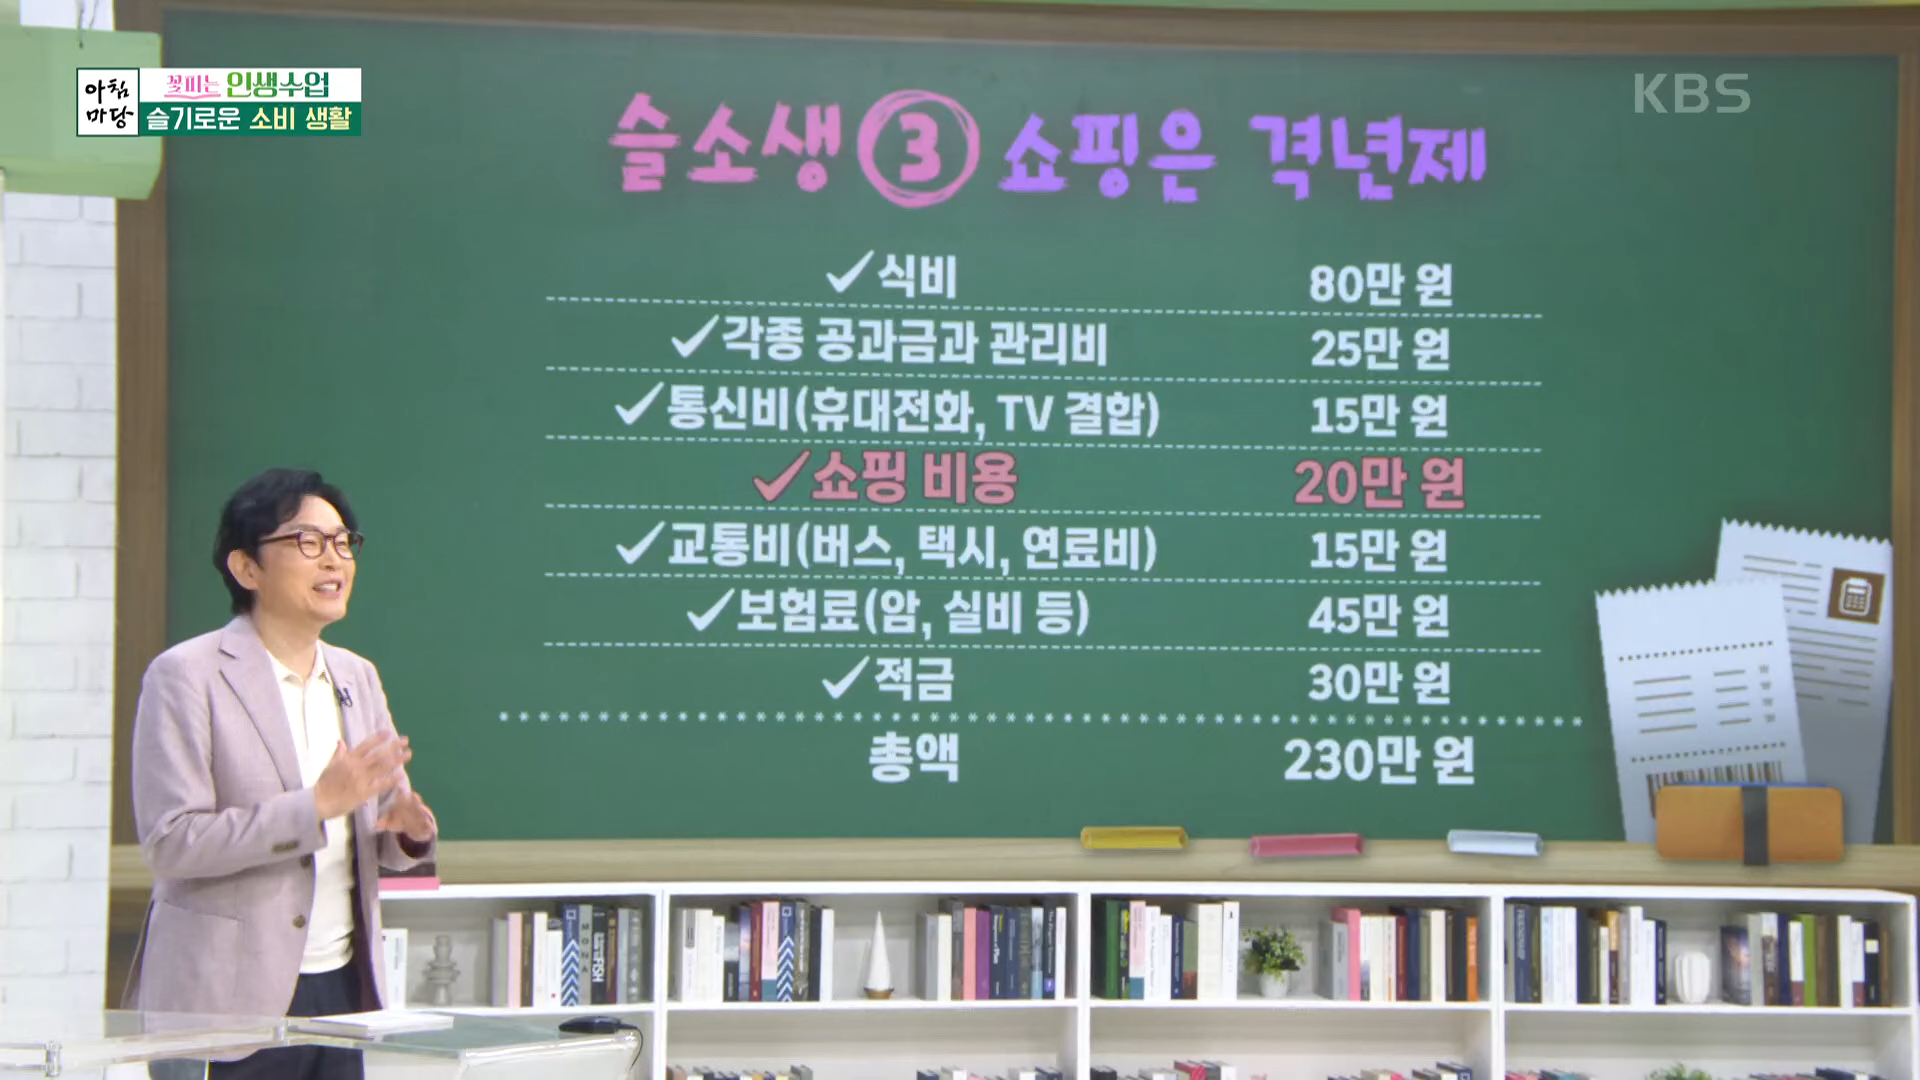 아침
마당
꽃피는 인생수업
슬기로운 소비 생활
KBS
슬소생 ③ 쇼핑은 격년제
✓식비 80만 원
✓각종 공과금과 관리비 25만 원
✓통신비(휴대전화, TV 결합) 15만 원
✓쇼핑 비용 20만 원
✓교통비(버스, 택시, 연료비) 15만 원
✓보험료(암, 실비 등) 45만 원
✓적금 30만 원
총액 230만 원
MONA